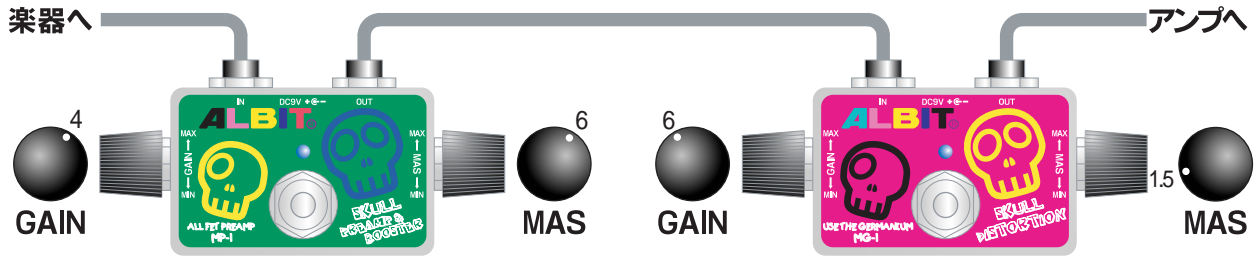 楽器へ
アンプへ
IN DC9V +-
OUT
ALBIT®
MAX
GAIN
MIN
MAX
MAS
MIN
ALL FET PREAMP
MP-1
SKULL
PREAMP &
BOOSTER
4
GAIN
6
MAS
6
GAIN
IN DC9V +-
OUT
ALBIT®
MAX
GAIN
MIN
MAX
MAS
MIN
USE THE GERMANIUM
MG-1
SKULL
DISTORTION
1.5
MAS